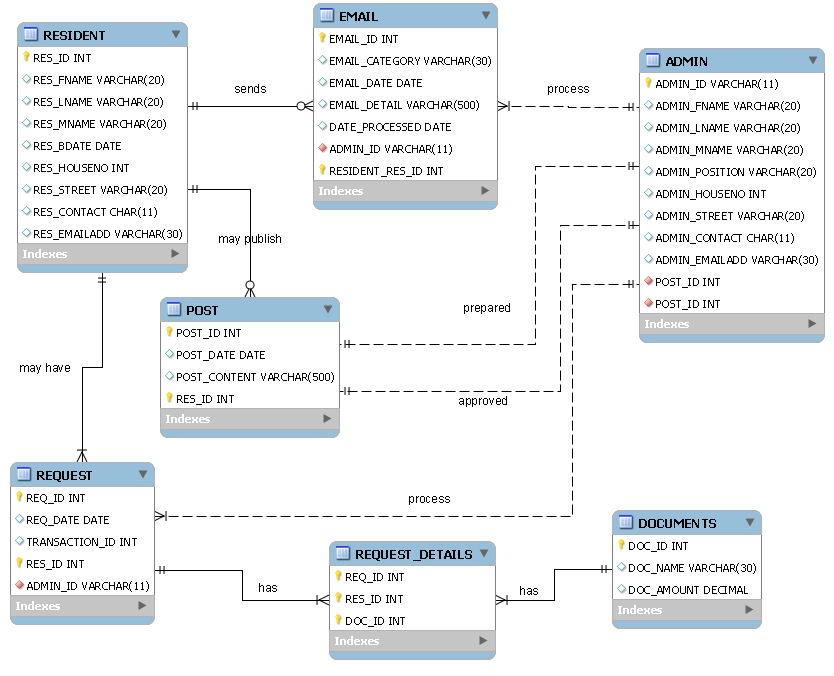 RESIDENT
RES_ID INT
RES_FNAME VARCHAR(20)
RES_LNAME VARCHAR(20)
RES_MNAME VARCHAR(20)
RES_BDATE DATE
RES_HOUSENO INT
RES_STREET VARCHAR(20)
RES_CONTACT CHAR(11)
RES_EMAILADD VARCHAR(30)
Indexes
sends
EMAIL
EMAIL_ID INT
EMAIL_CATEGORY VARCHAR(30)
EMAIL_DATE DATE
EMAIL_DETAIL VARCHAR(500)
DATE_PROCESSED DATE
ADMIN_ID VARCHAR(11)
RESIDENT_RES_ID INT
Indexes
process
ADMIN
ADMIN_ID VARCHAR(11)
ADMIN_FNAME VARCHAR(20)
ADMIN_LNAME VARCHAR(20)
ADMIN_MNAME VARCHAR(20)
ADMIN_POSITION VARCHAR(20)
ADMIN_HOUSENO INT
ADMIN_STREET VARCHAR(20)
ADMIN_CONTACT CHAR(11)
ADMIN_EMAILADD VARCHAR(30)
POST_ID INT
POST_ID INT
Indexes
may publish
POST
POST_ID INT
POST_DATE DATE
POST_CONTENT VARCHAR(500)
RES_ID INT
Indexes
prepared
approved
may have
REQUEST
REQ_ID INT
REQ_DATE DATE
TRANSACTION_ID INT
RES_ID INT
ADMIN_ID VARCHAR(11)
Indexes
process
has
REQUEST_DETAILS
REQ_ID INT
RES_ID INT
DOC_ID INT
Indexes
has
DOCUMENTS
DOC_ID INT
DOC_NAME VARCHAR(30)
DOC_AMOUNT DECIMAL
Indexes